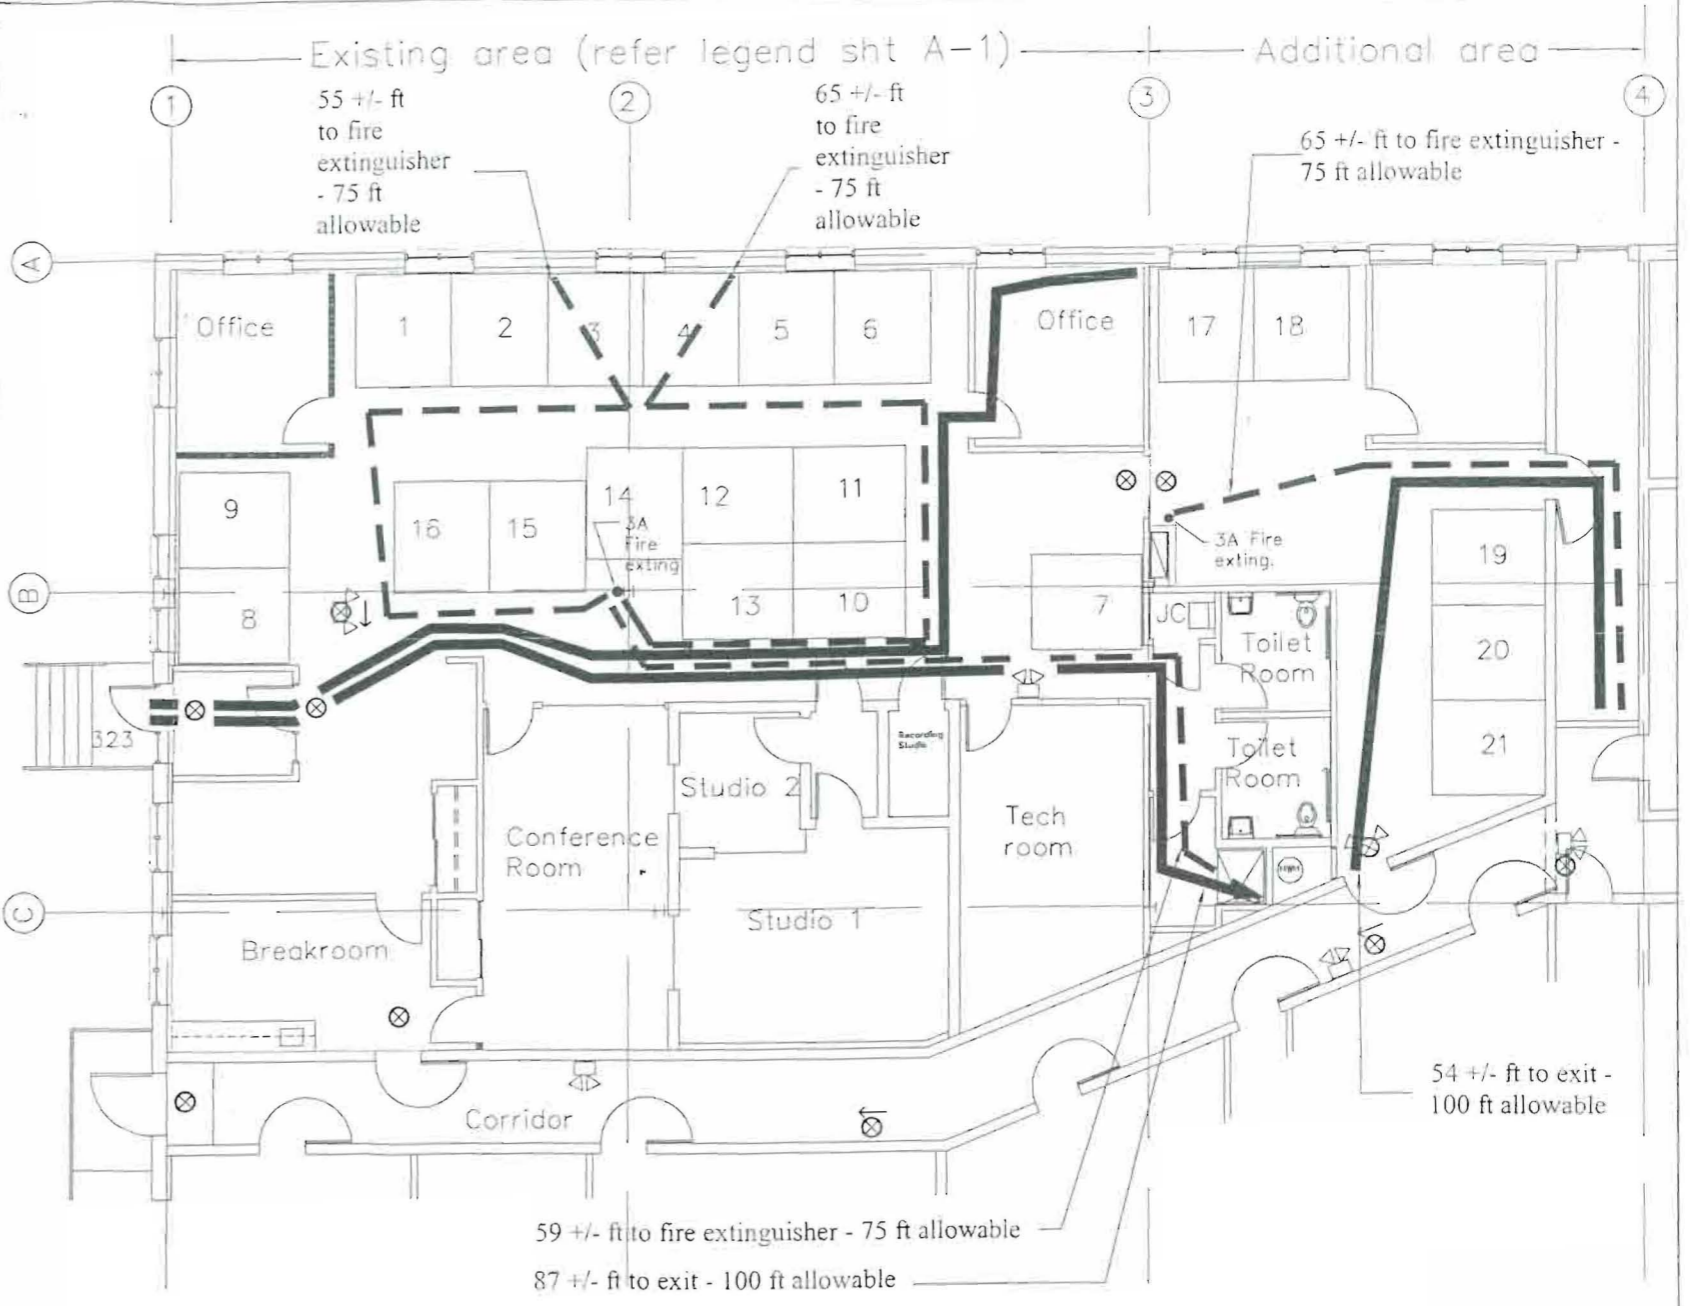 Existing area (refer legend sht A-1)
Additional area
1
2
3
4
55 +/- ft
to fire
extinguisher
- 75 ft
allowable
65 +/- ft
to fire
extinguisher
- 75 ft
allowable
65 +/- ft to fire extinguisher -
75 ft allowable
A
Office
1
2
3
4
5
6
Office
17
18
9
16
15
14
12
11
3A
Fire
exting
3A Fire
exting.
19
B
8
13
10
7
JC
Toilet
Room
20
323
Recording
Studio
Toilet
Room
21
Studio 2
Conference
Room
Tech
room
C
Studio 1
Breakroom
Corridor
54 +/- ft to exit -
100 ft allowable
59 +/- ft to fire extinguisher - 75 ft allowable
87 +/- ft to exit - 100 ft allowable